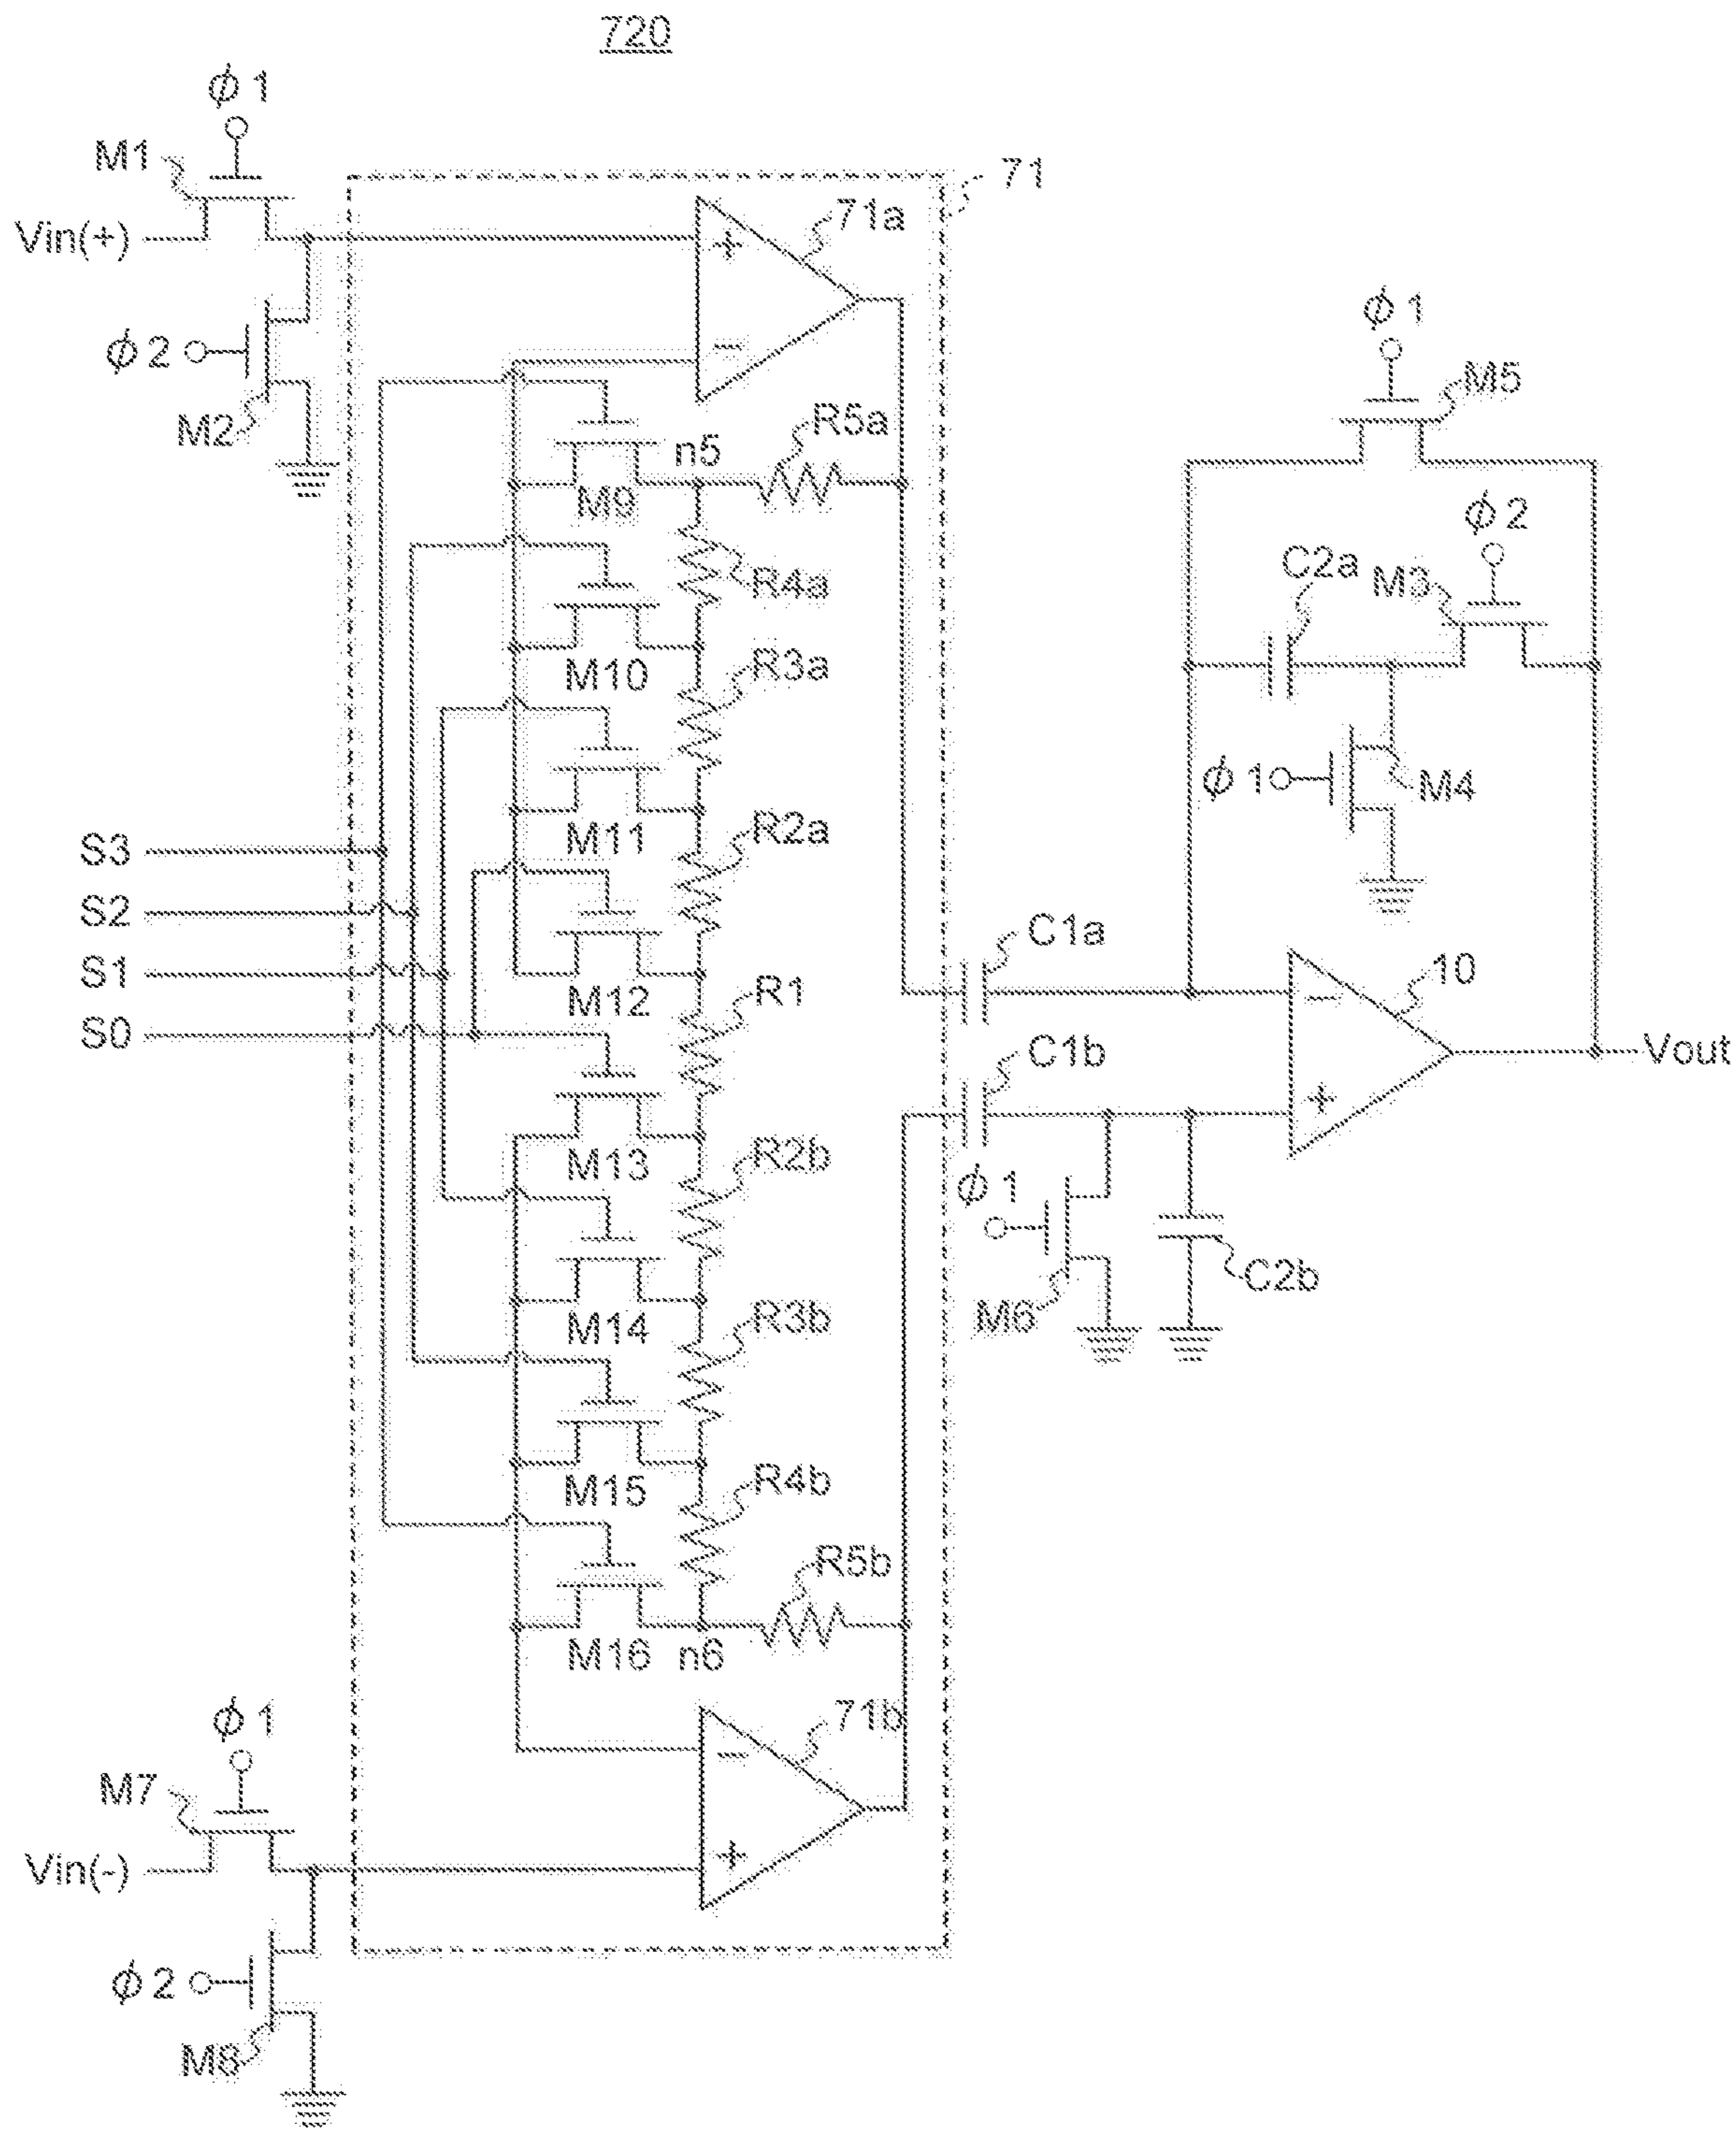 720
ϕ1
M1
71
Vin(+)
71a
+
ϕ2
−
M2
ϕ1
M5
R5a
n5
M9
ϕ2
C2a
M3
R4a
M10
R3a
ϕ1
M4
M11
R2a
S3
S2
C1a
S1
M12
R1
10
−
S0
C1b
Vout
+
M13
R2b
ϕ1
C2b
M6
M14
R3b
M15
R4b
R5b
M16
n6
ϕ1
71b
−
M7
Vin(-)
+
ϕ2
M8